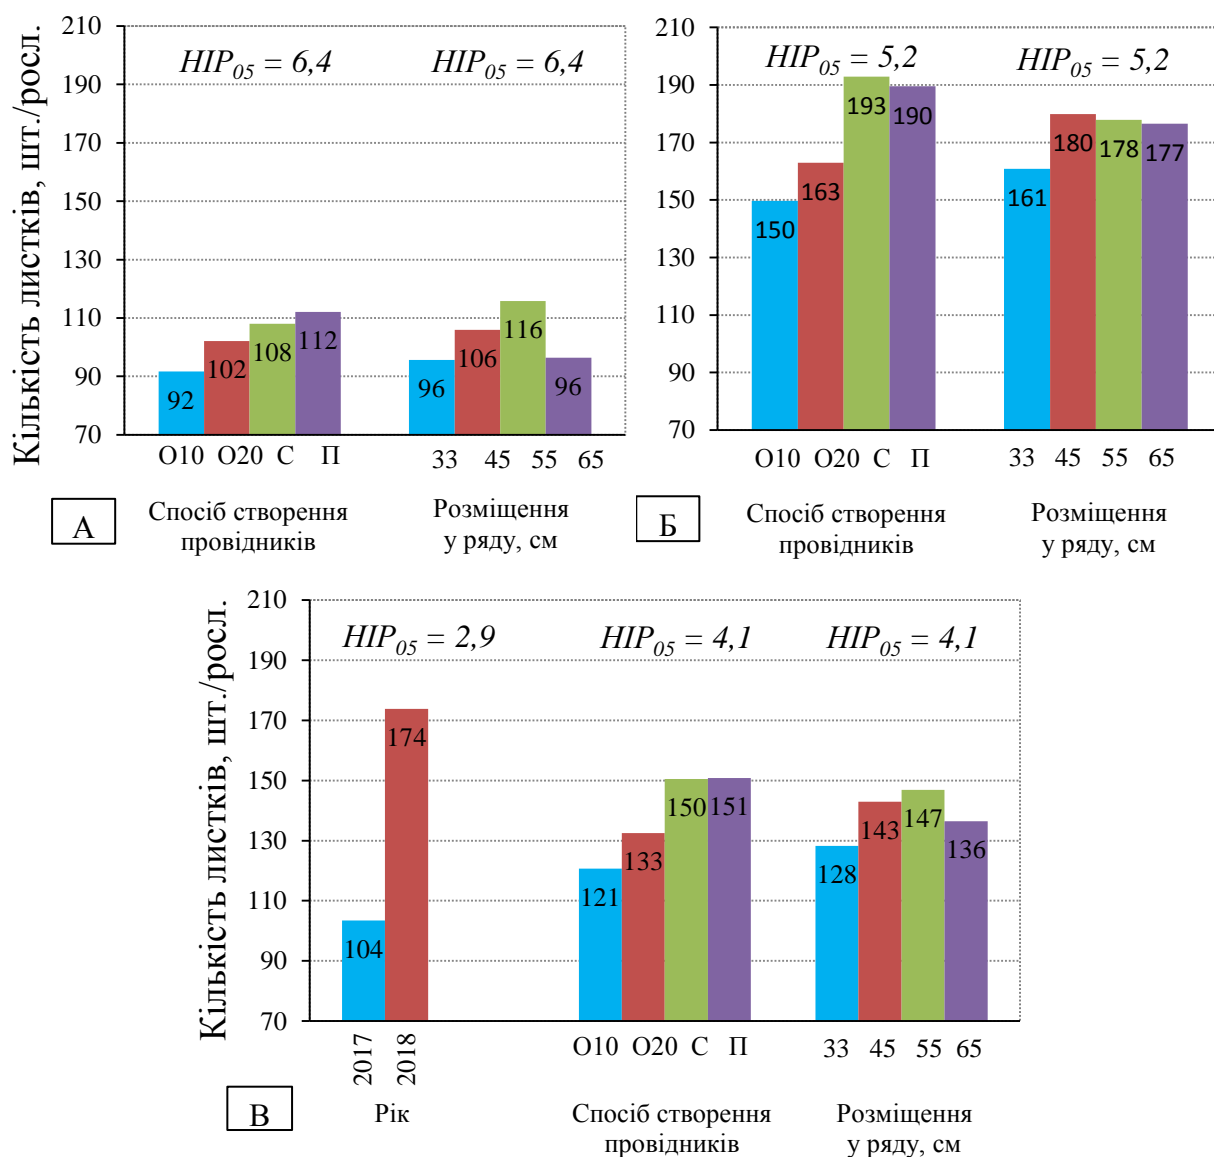 Кількість листків, шт./росл.
210
190
170
150
130
110
90
70
НІР05 = 6,4
НІР05 = 6,4
92
102
108
112
96
106
116
96
О10 О20 С П
33 45 55 65
А
Спосіб створення
провідників
Розміщення
у ряду, см
210
190
170
150
130
110
90
70
НІР05 = 5,2
НІР05 = 5,2
150
163
193
190
161
180
178
177
О10 О20 С П
33 45 55 65
Б
Спосіб створення
провідників
Розміщення
у ряду, см
Кількість листків, шт./росл.
210
190
170
150
130
110
90
70
НІР05 = 2,9
НІР05 = 4,1
НІР05 = 4,1
104
174
121
133
150
151
128
143
147
136
2017
2018
О10 О20 С П
33 45 55 65
В
Рік
Спосіб створення
провідників
Розміщення
у ряду, см